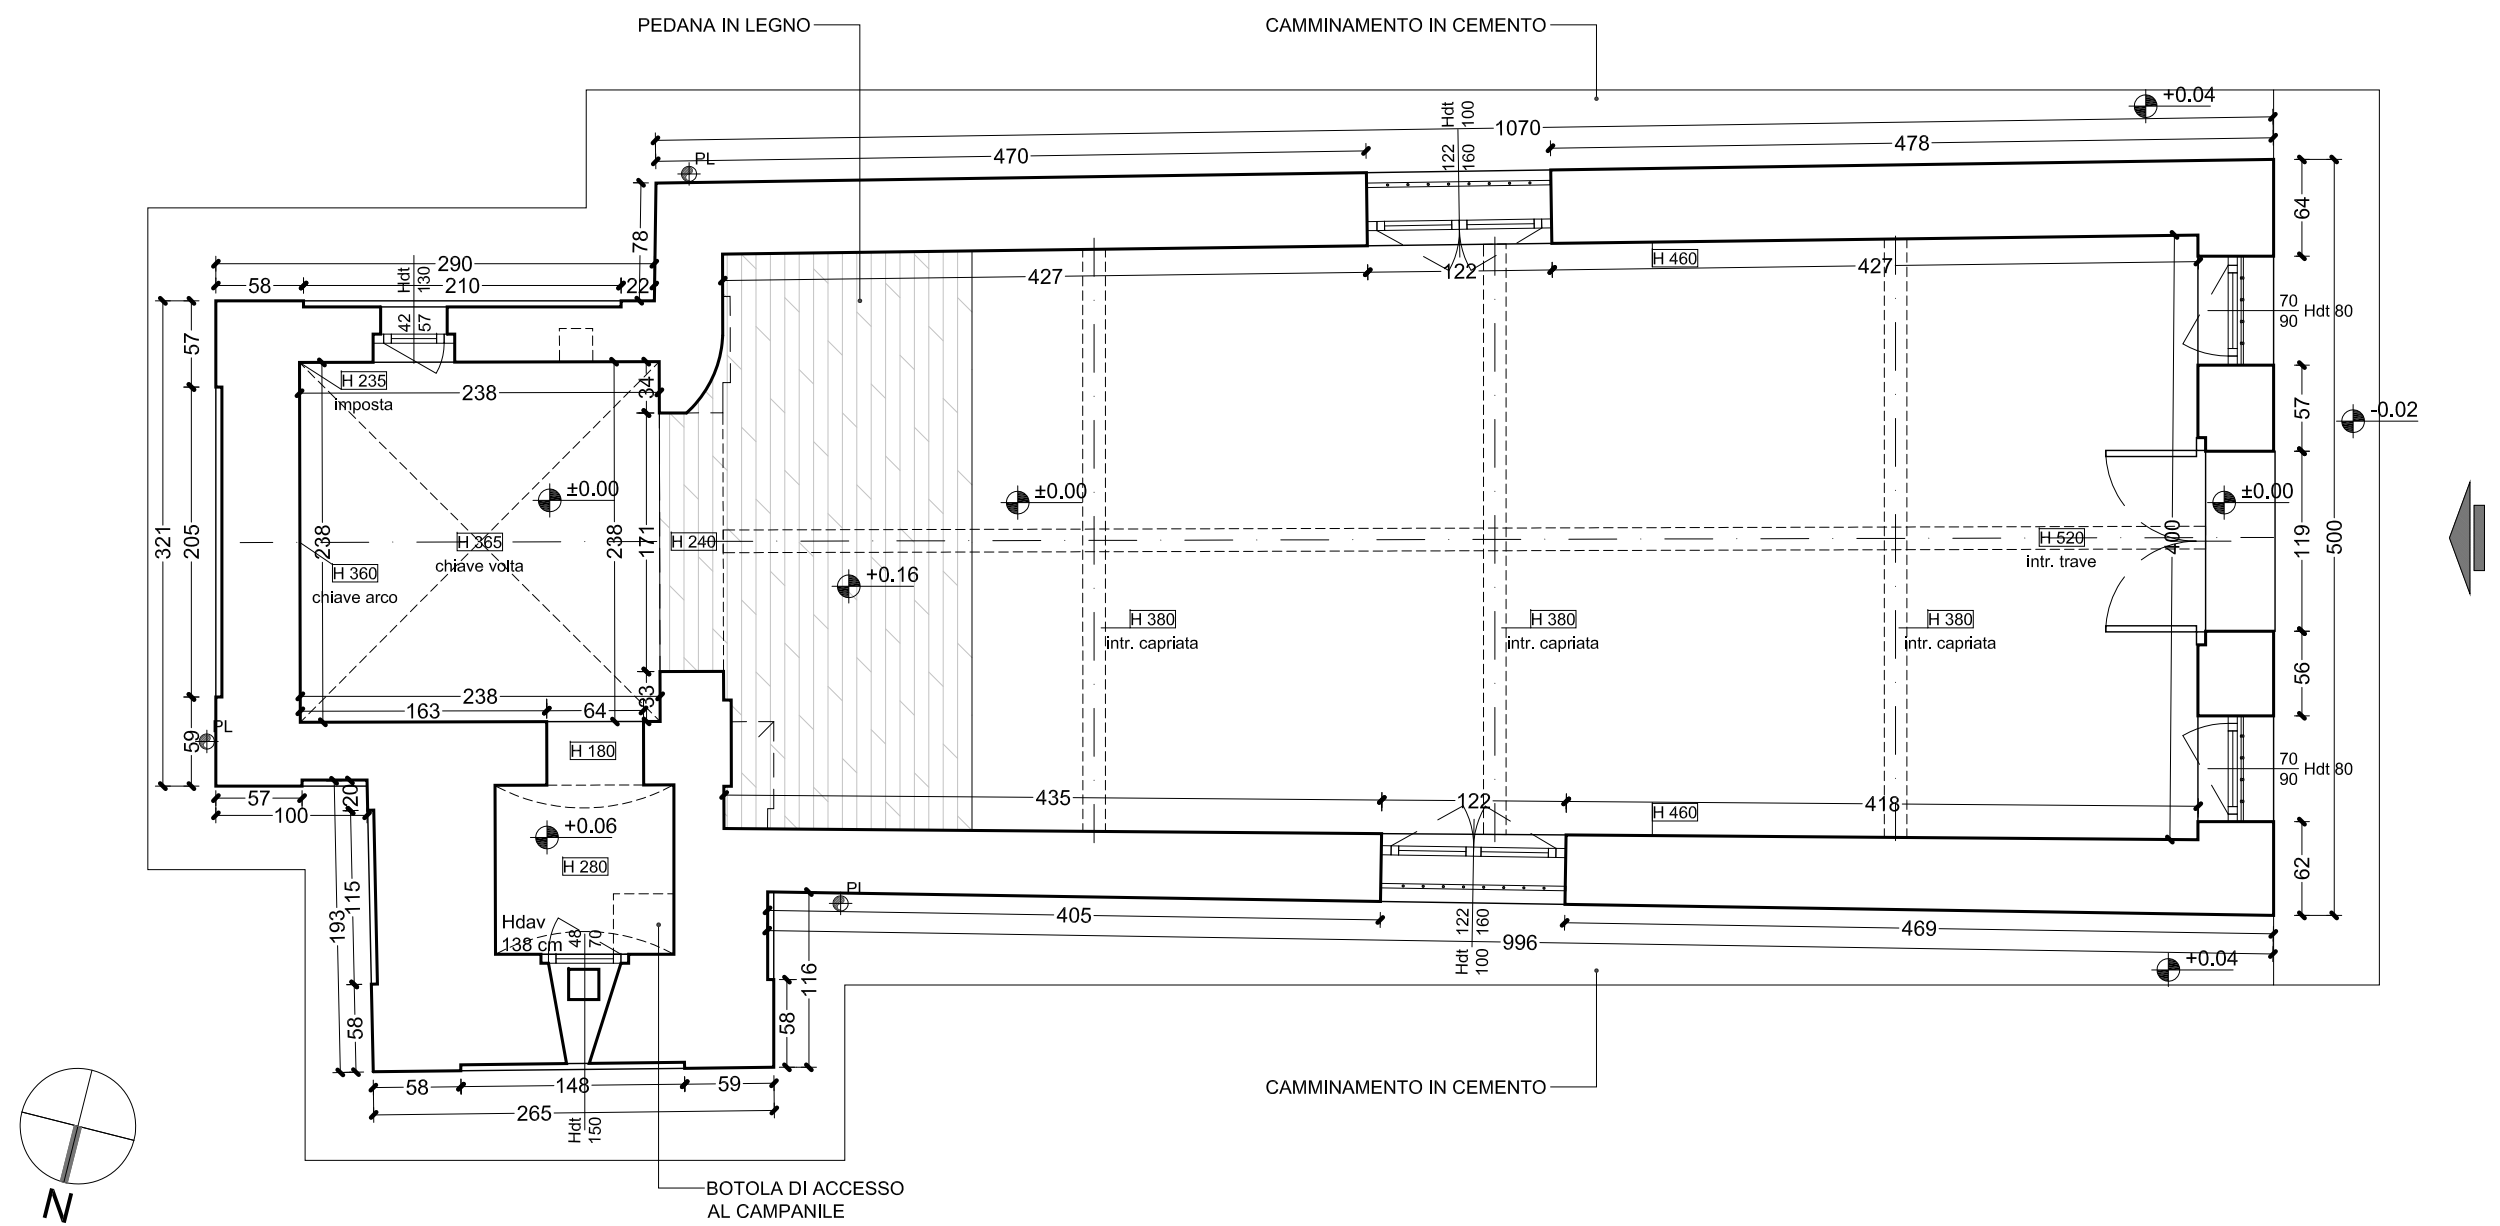 PEDANA IN LEGNO
CAMMINAMENTO IN CEMENTO
+0.04
Hdt
100
1070
122
160
470
478
PL
78
64
290
Hdt
130
58
210
22
427
122
427
H 460
42
57
57
70
90
Hdt 80
H 235
imposta
238
34
57
-0.02
±0.00
±0.00
±0.00
321
205
238
H 365
chiave volta
238
171
H 240
H 520
intr. trave
400
119
500
H 360
chiave arco
+0.16
H 380
intr. capriata
H 380
intr. capriata
H 380
intr. capriata
238
33
56
163
64
PL
59
H 180
70
90
Hdt 80
57
100
20
435
122
418
H 460
+0.06
H 280
62
PL
115
193
Hdav
138 cm
48
70
405
122
160
469
996
Hdt
100
+0.04
116
58
58
58
148
59
265
Hdt
150
CAMMINAMENTO IN CEMENTO
N
BOTOLA DI ACCESSO
AL CAMPANILE